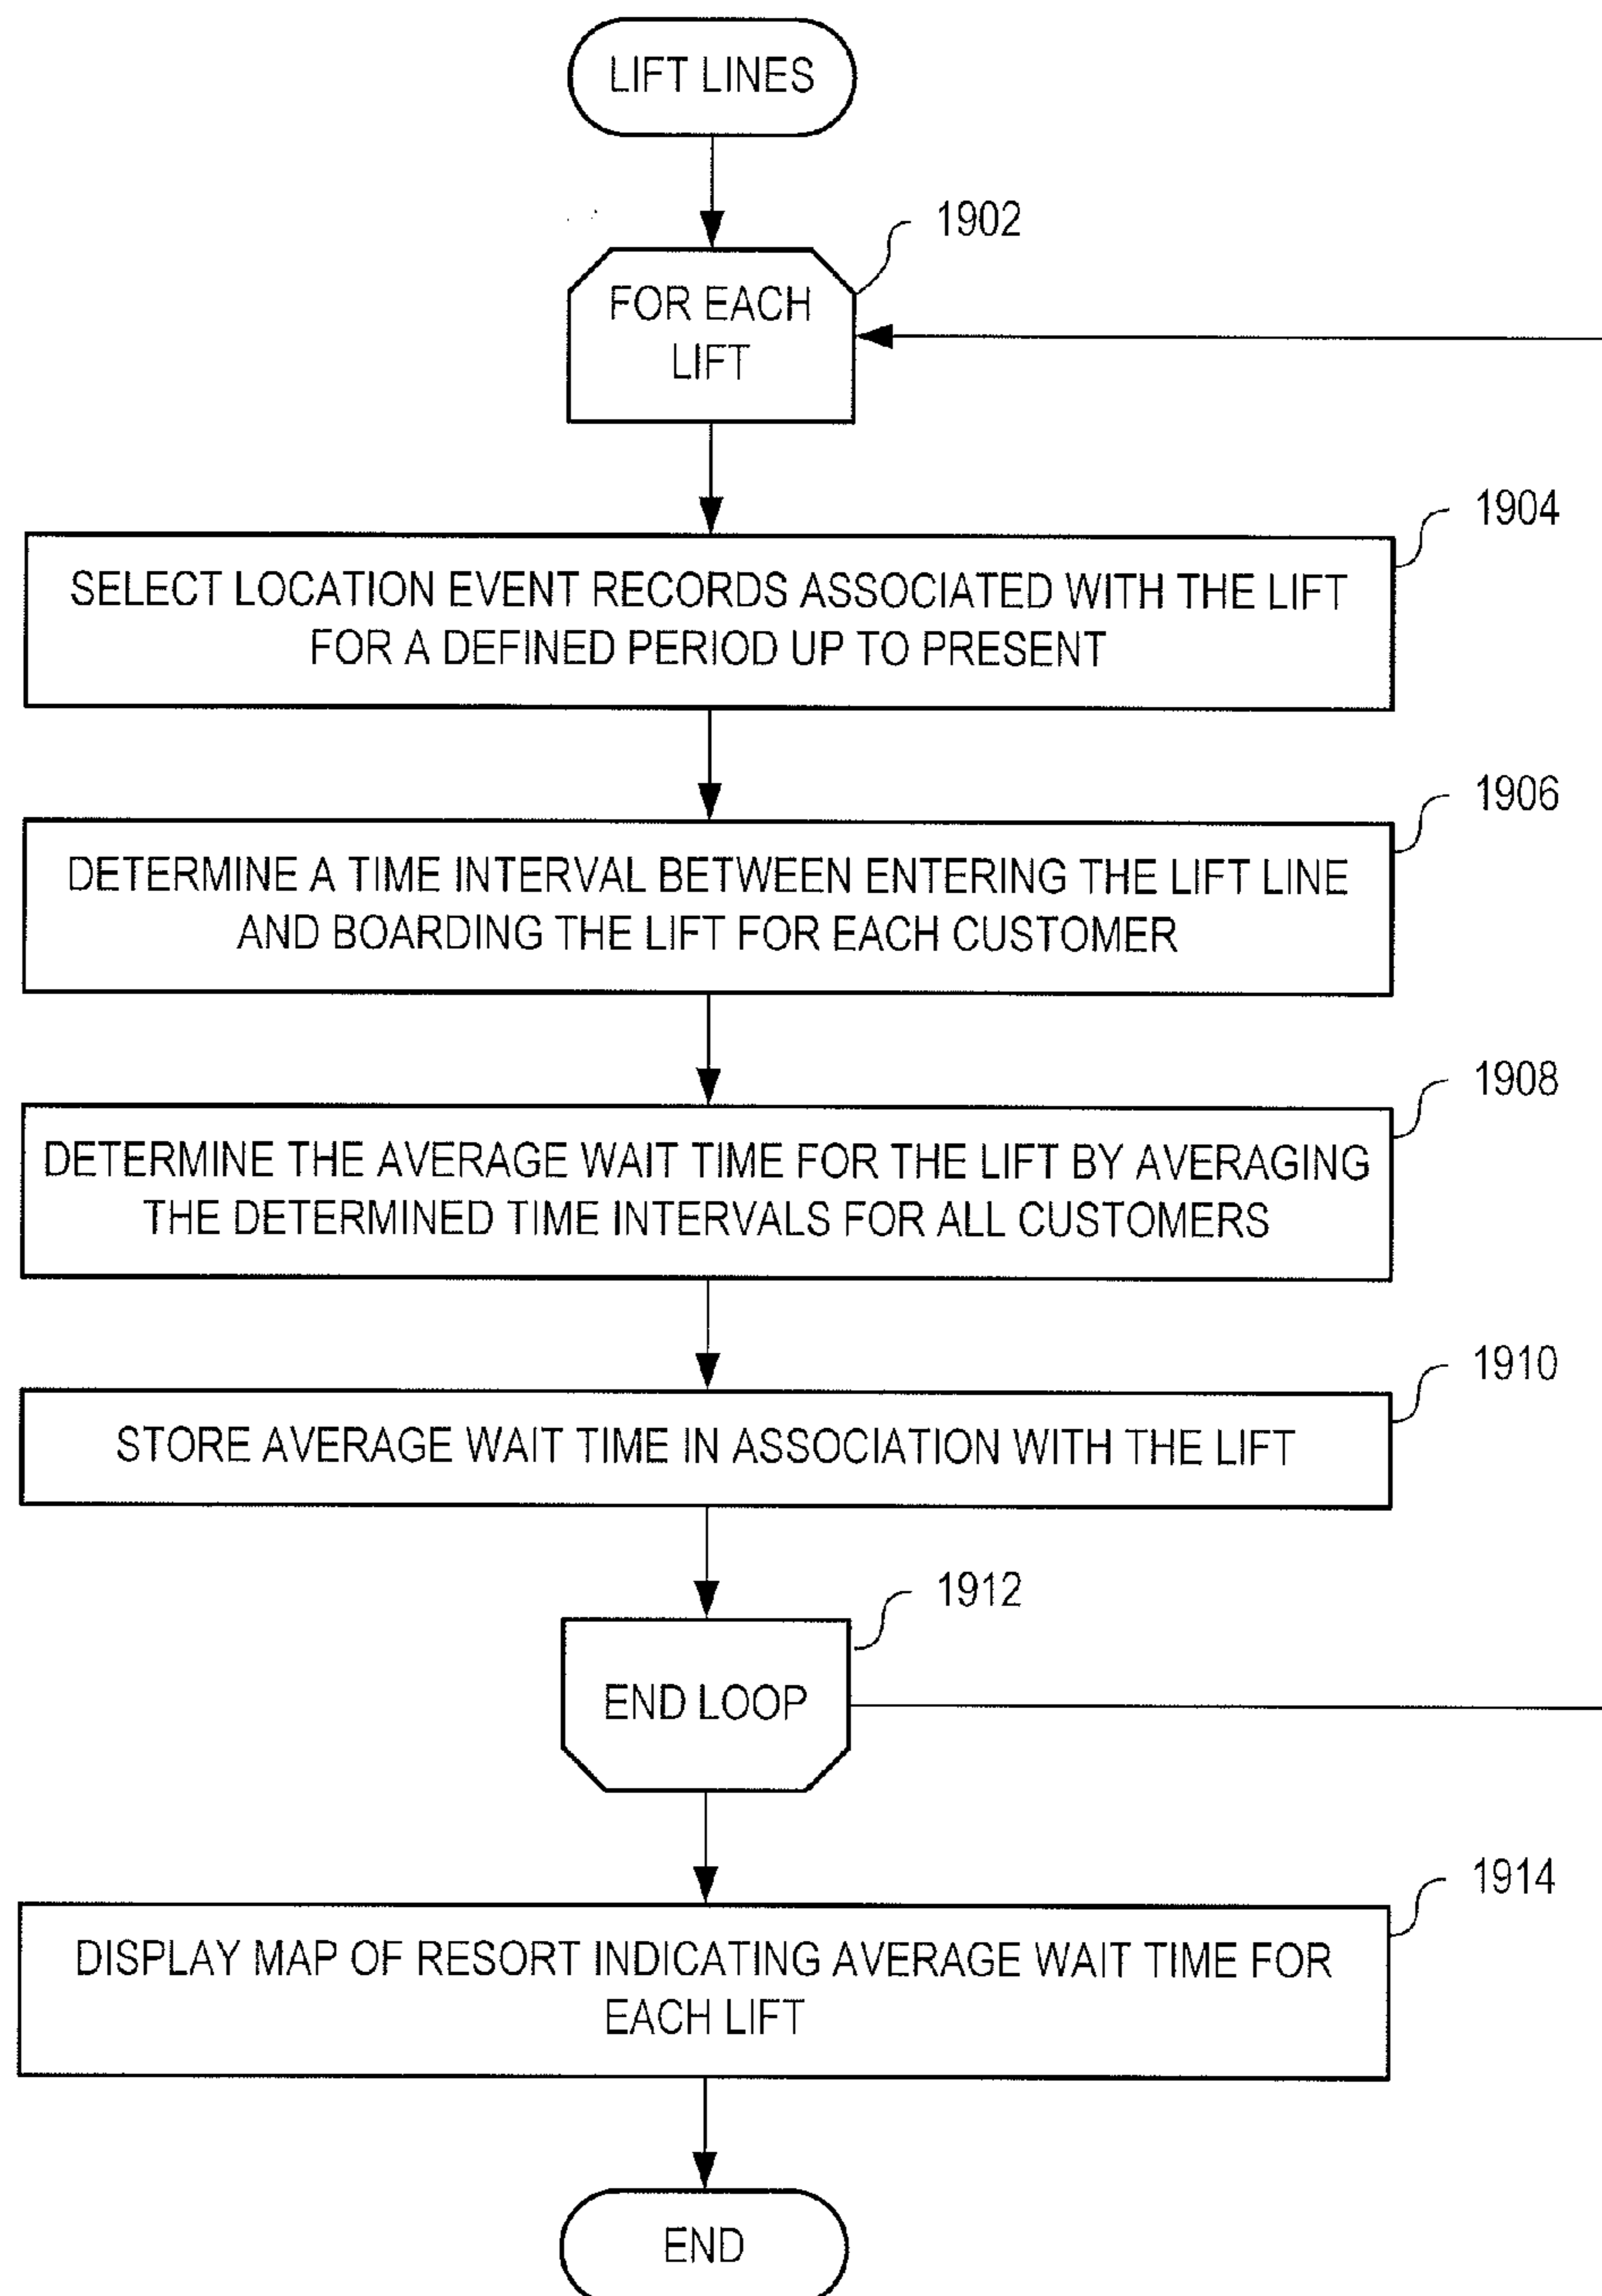 LIFT LINES
1902
FOR EACH
LIFT
1904
SELECT LOCATION EVENT RECORDS ASSOCIATED WITH THE LIFT
FOR A DEFINED PERIOD UP TO PRESENT
1906
DETERMINE A TIME INTERVAL BETWEEN ENTERING THE LIFT LINE
AND BOARDING THE LIFT FOR EACH CUSTOMER
1908
DETERMINE THE AVERAGE WAIT TIME FOR THE LIFT BY AVERAGING
THE DETERMINED TIME INTERVALS FOR ALL CUSTOMERS
1910
STORE AVERAGE WAIT TIME IN ASSOCIATION WITH THE LIFT
1912
END LOOP
1914
DISPLAY MAP OF RESORT INDICATING AVERAGE WAIT TIME FOR
EACH LIFT
END